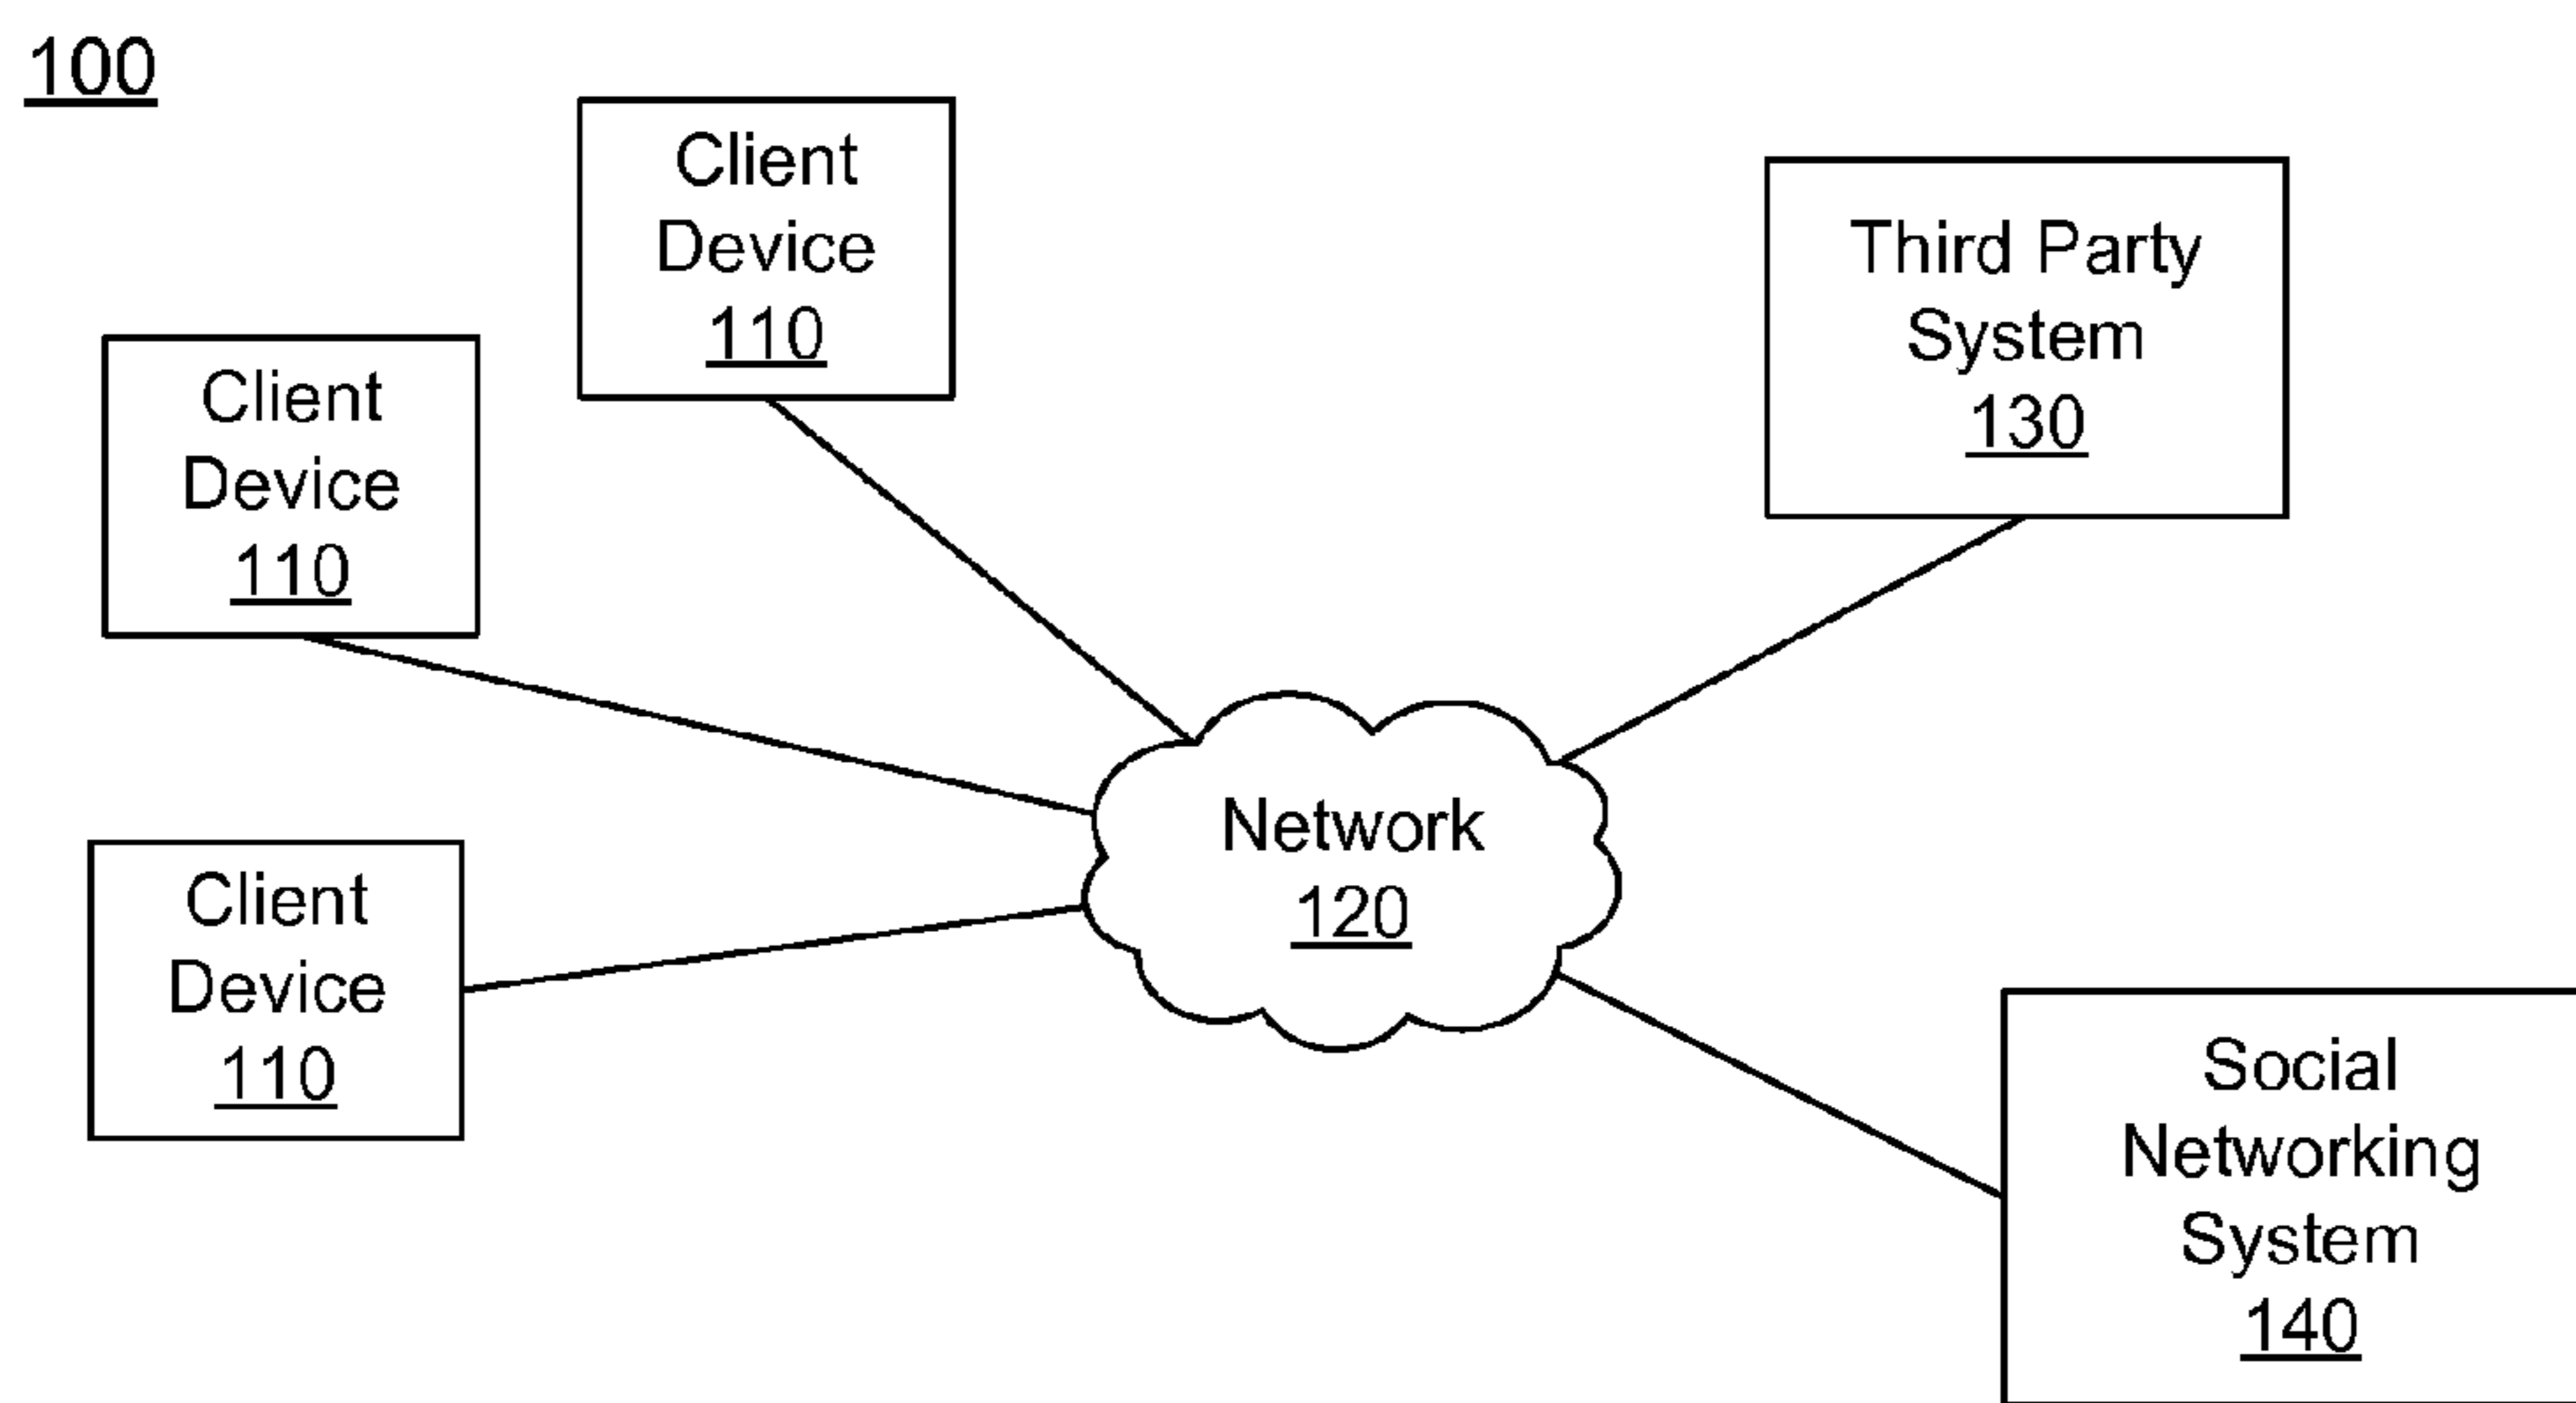 100
Client
Device
110
Client
Device
110
Third Party
System
130
Client
Device
110
Network
120
Social
Networking
System
140